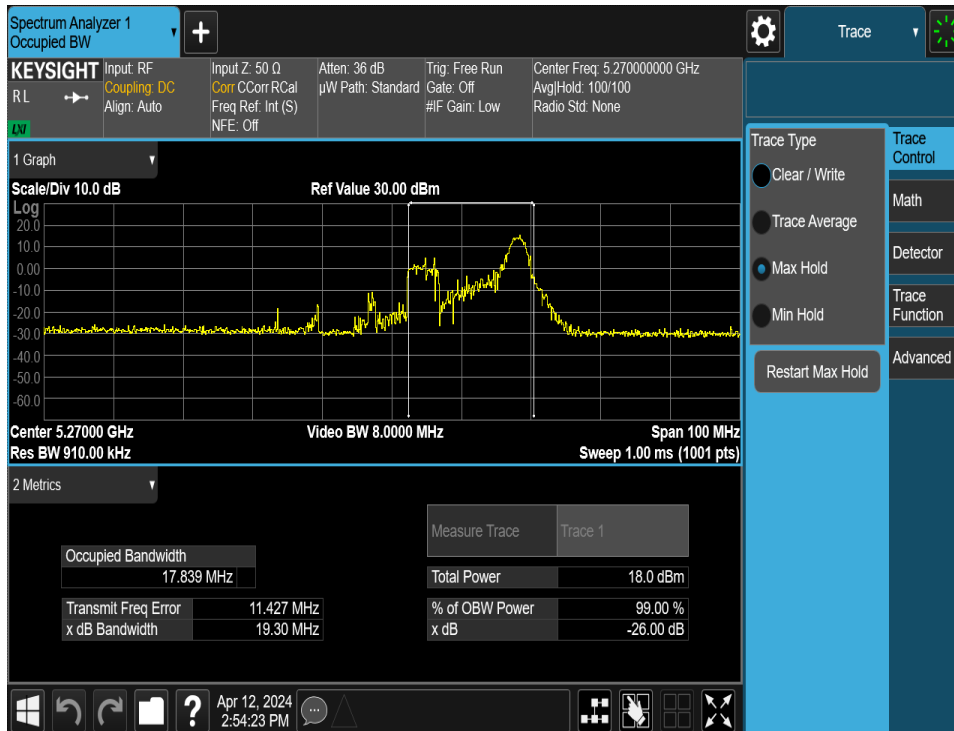 Spectrum Analyzer 1
Occupied BW
+
Trace
KEYSIGHT
R L
LXI
Input: RF
Coupling: DC
Align: Auto
Input Z: 50 Ω
Corr CCorr RCal
Freq Ref: Int (S)
NFE: Off
Atten: 36 dB
µW Path: Standard
Trig: Free Run
Gate: Off
#IF Gain: Low
Center Freq: 5.270000000 GHz
Avg|Hold: 100/100
Radio Std: None
1 Graph
Scale/Div 10.0 dB
Ref Value 30.00 dBm
Log
20.0
10.0
0.00
-10.0
-20.0
-30.0
-40.0
-50.0
-60.0
Center 5.27000 GHz
Video BW 8.0000 MHz
Span 100 MHz
Res BW 910.00 kHz
Sweep 1.00 ms (1001 pts)
2 Metrics
Measure Trace
Trace 1
Occupied Bandwidth
17.839 MHz
Total Power
18.0 dBm
Transmit Freq Error
11.427 MHz
% of OBW Power
99.00 %
x dB Bandwidth
19.30 MHz
x dB
-26.00 dB
Trace Type
Clear / Write
Trace Average
Max Hold
Min Hold
Restart Max Hold
Trace
Control
Math
Detector
Trace
Function
Advanced
?
Apr 12, 2024
2:54:23 PM